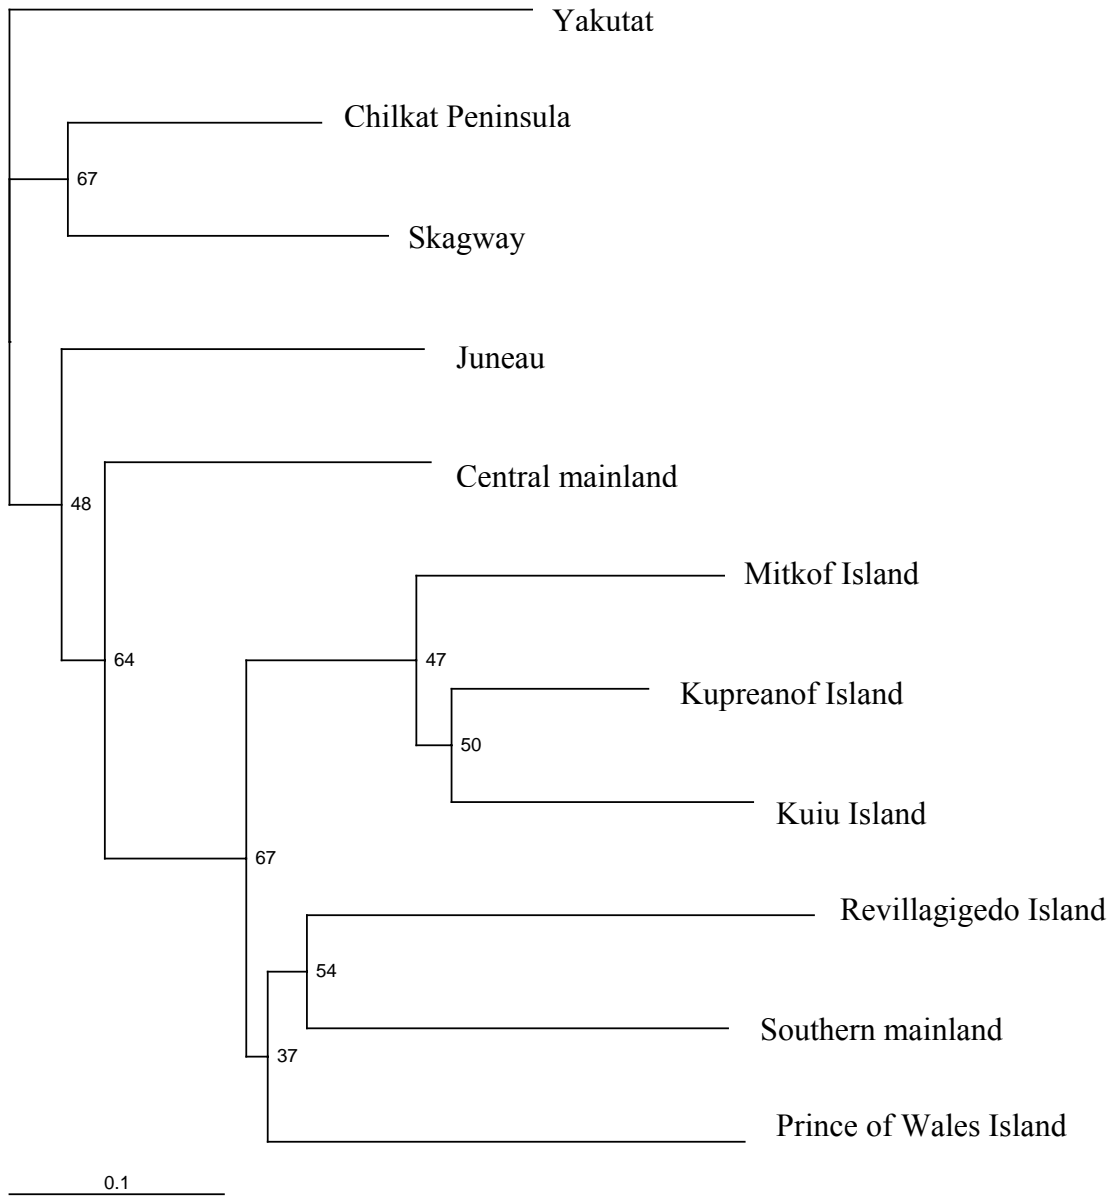 Yakutat
Chilkat Peninsula
67
Skagway
Juneau
Central mainland
48
Mitkof Island
64
47
Kupreanof Island
50
Kuiu Island
67
Revillagigedo Island
54
Southern mainland
37
Prince of Wales Island
0.1